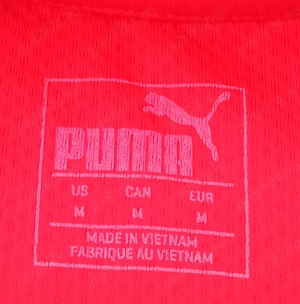 PUMA
US CAN EUR
M M M
MADE IN VIETNAM
FABRIQUE AU VIETNAM